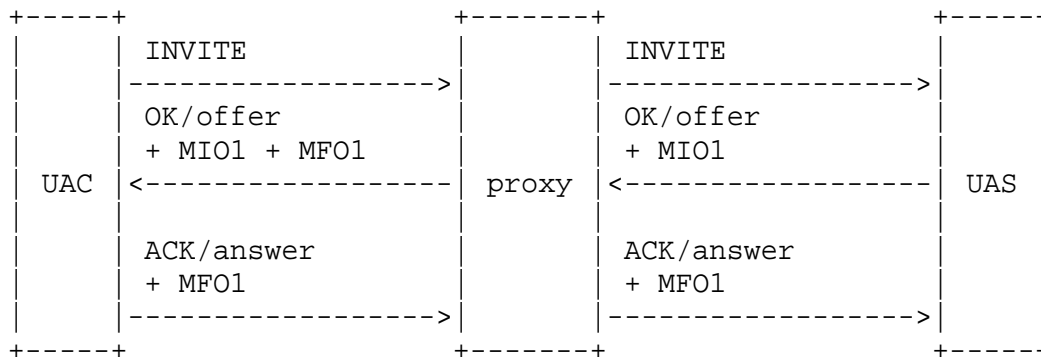 INVITE INVITE
OK/offer OK/offer
+ MIO1 + MFO1 + MIO1
UAC proxy UAS
ACK/answer ACK/answer
+ MFO1 + MFO1